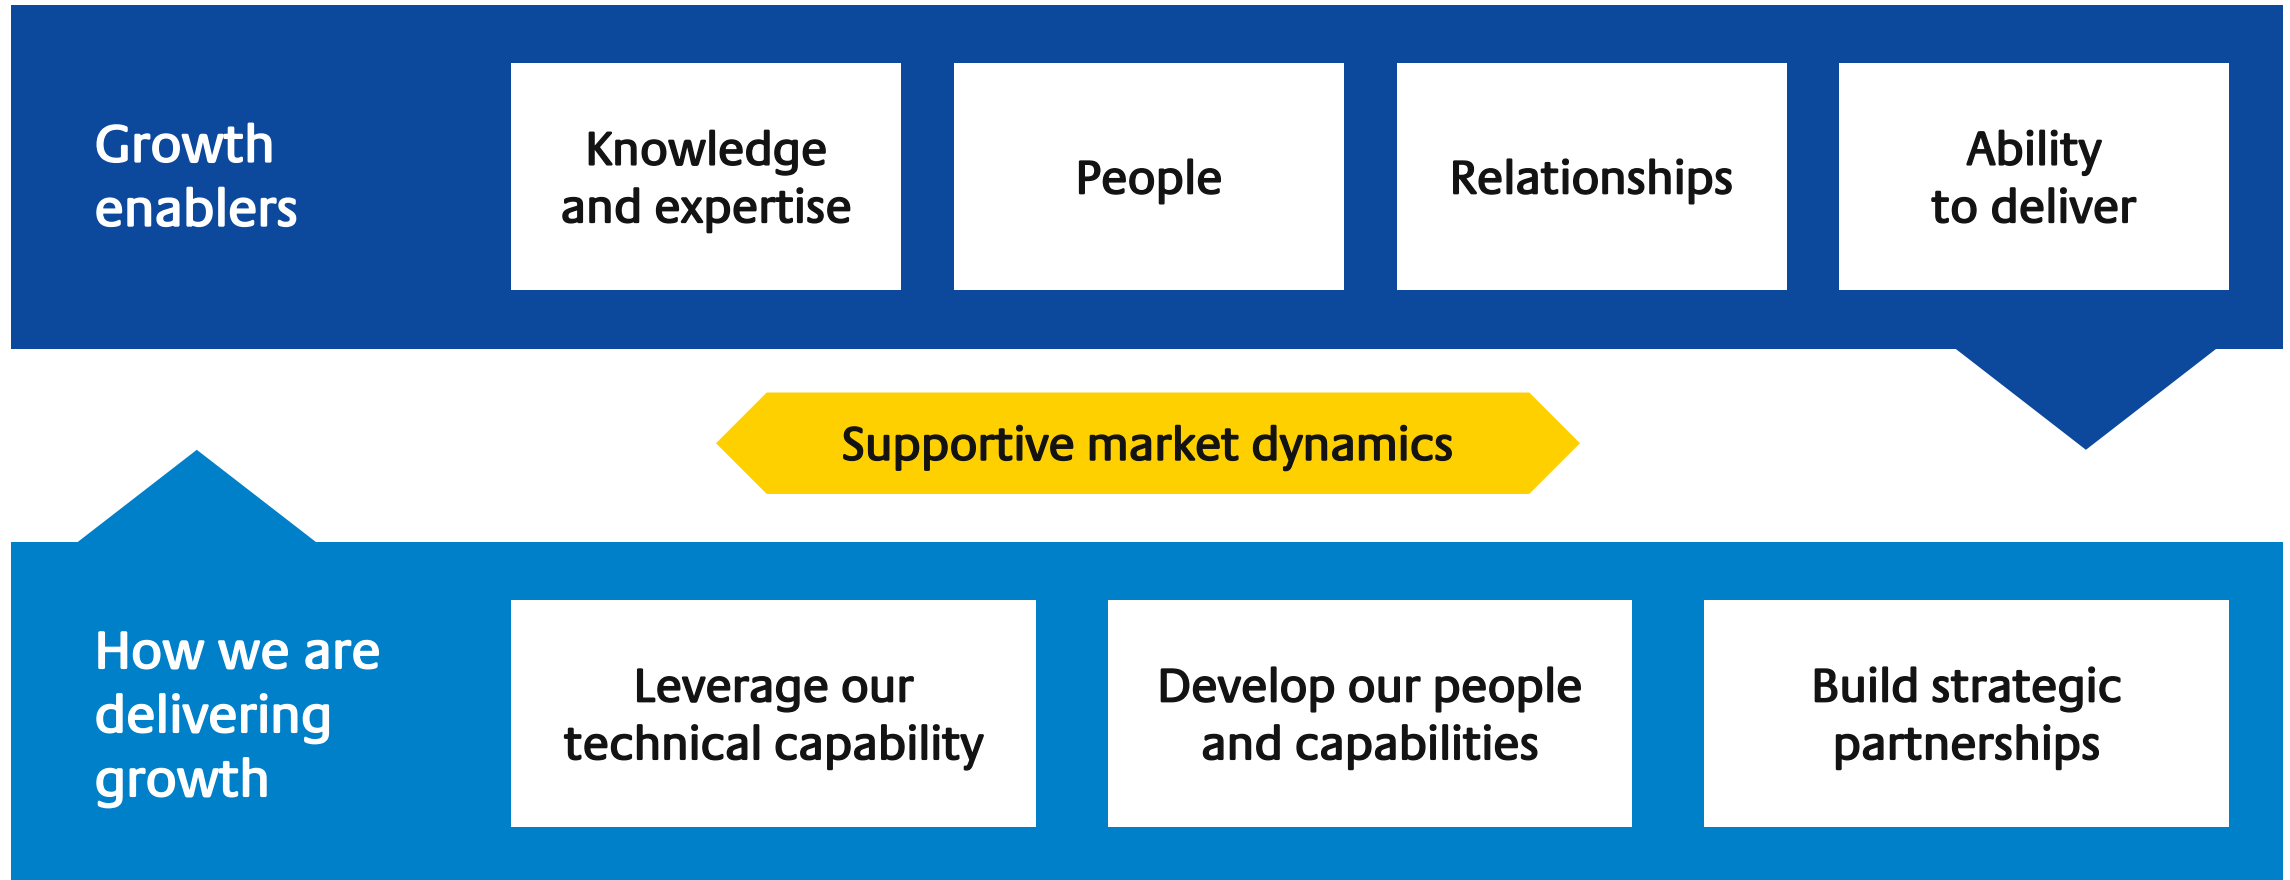 Growth
enablers
Knowledge
and expertise
People
Relationships
Ability
to deliver
Supportive market dynamics
How we are
delivering
growth
Leverage our
technical capability
Develop our people
and capabilities
Build strategic
partnerships